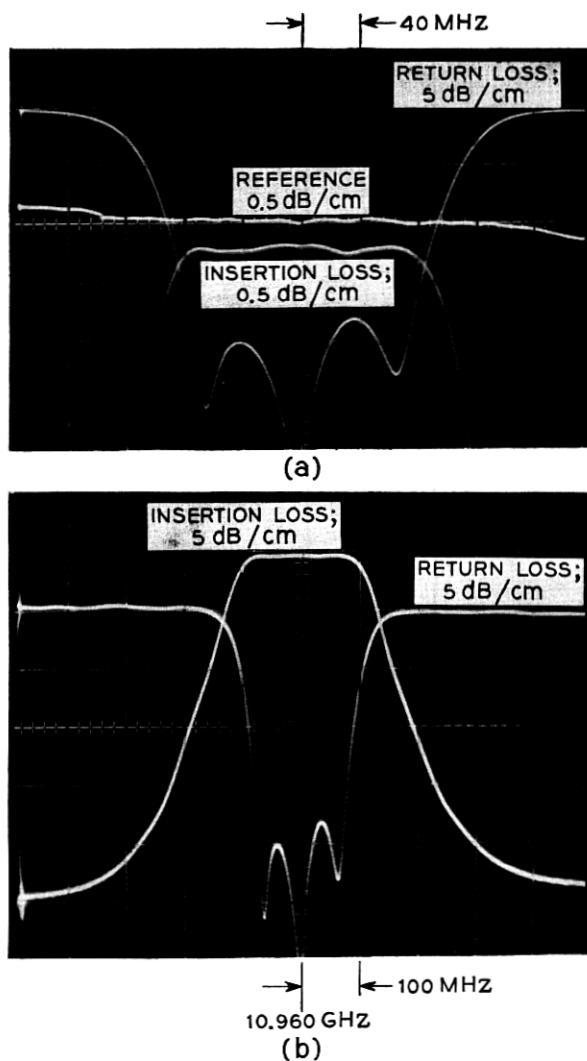 40 MHZ
RETURN LOSS;
5 dB/cm
REFERENCE
0.5 dB/cm
INSERTION LOSS;
0.5 dB/cm
(a)
INSERTION LOSS;
5 dB/cm
RETURN LOSS;
5 dB/cm
100 MHZ
10.960 GHZ
(b)